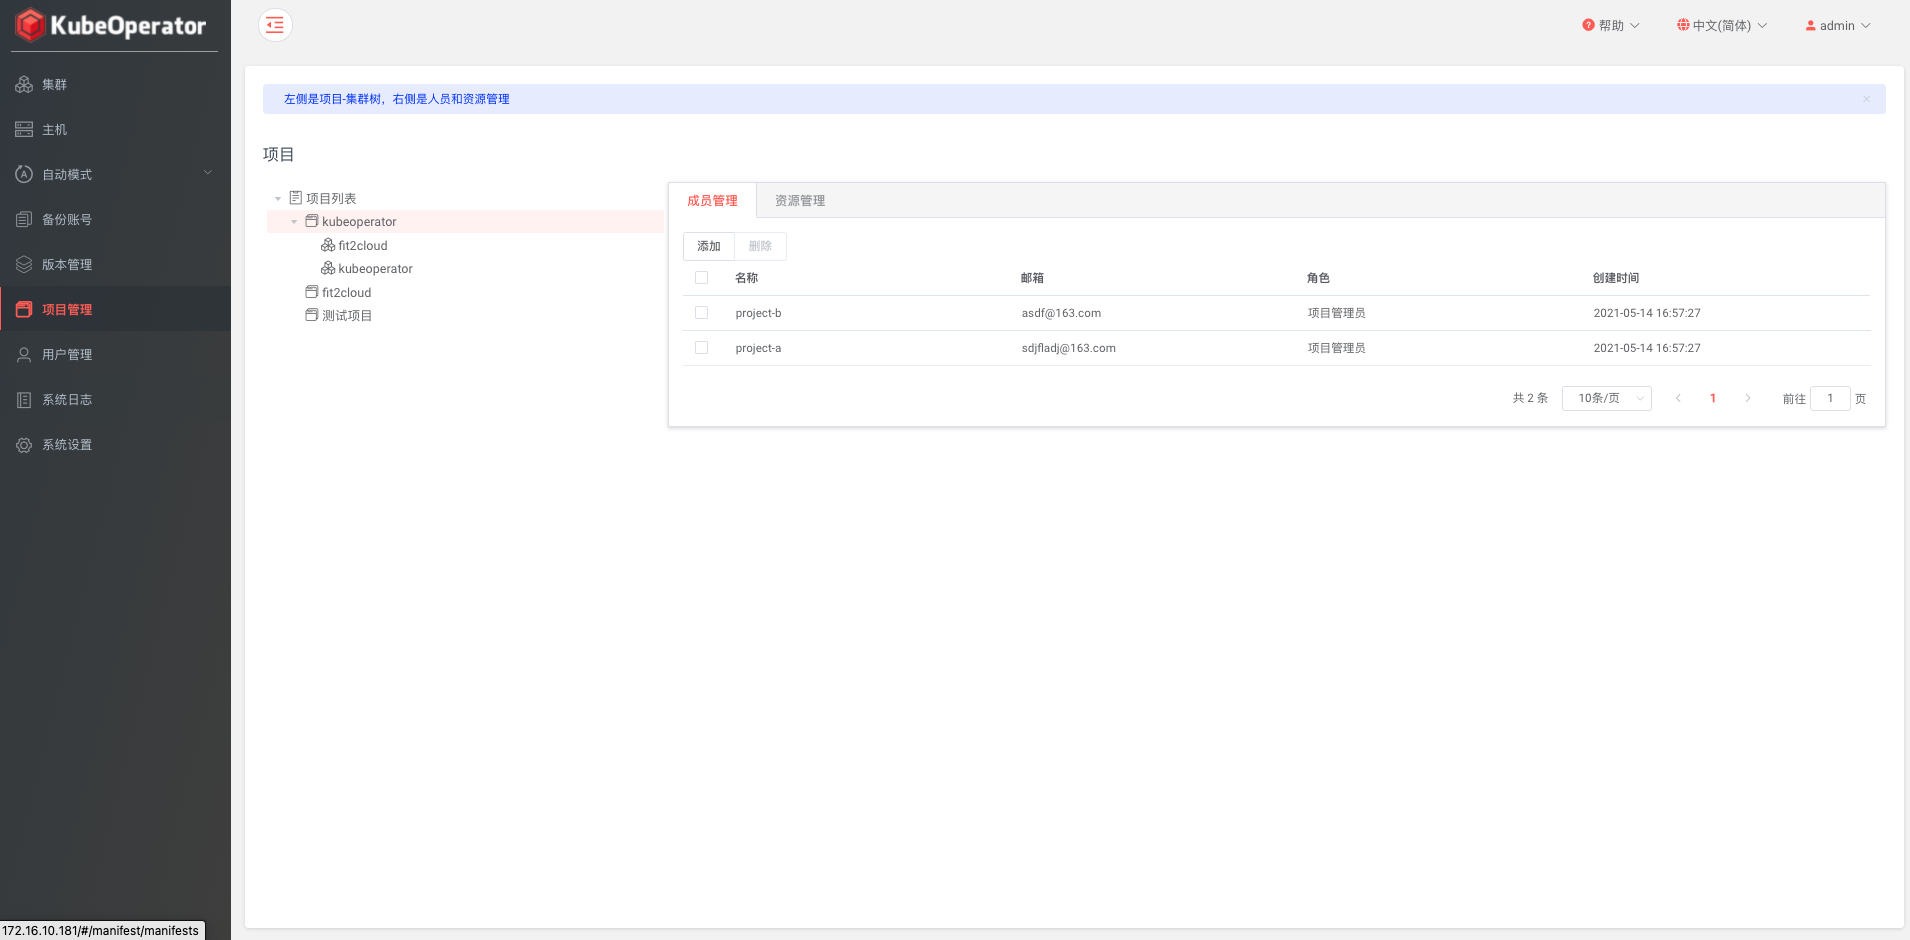 KubeOperator
帮助
中文(简体)
admin
集群
主机
自动模式
备份账号
版本管理
项目管理
用户管理
系统日志
系统设置
左侧是项目-集群树，右侧是人员和资源管理
项目
项目列表
kubeoperator
fit2cloud
kubeoperator
fit2cloud
测试项目
成员管理 资源管理
添加 删除
名称 邮箱 角色 创建时间
project-b asdf@163.com 项目管理员 2021-05-14 16:57:27
project-a sdjfladj@163.com 项目管理员 2021-05-14 16:57:27
共 2 条 10条/页 1 前往 1 页
172.16.10.181/#/manifest/manifests